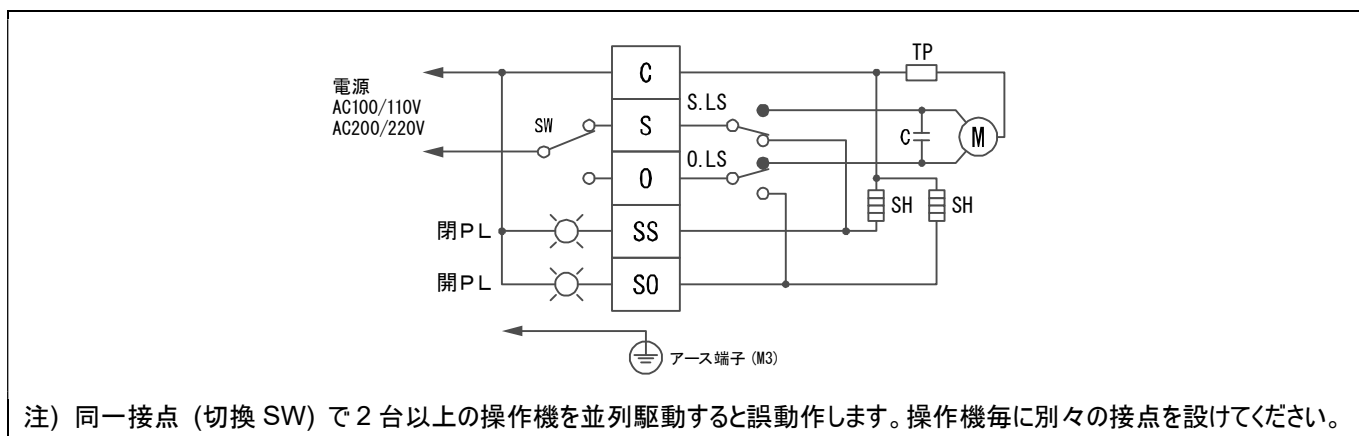 TP
C
電源
AC100/110V
AC200/220V
S.LS
SW
S
C
M
O.LS
O
SH
SH
閉PL
SS
開PL
SO
アース端子 (M3)
注) 同一接点 (切換 SW) で 2 台以上の操作機を並列駆動すると誤動作します。操作機毎に別々の接点を設けてください。